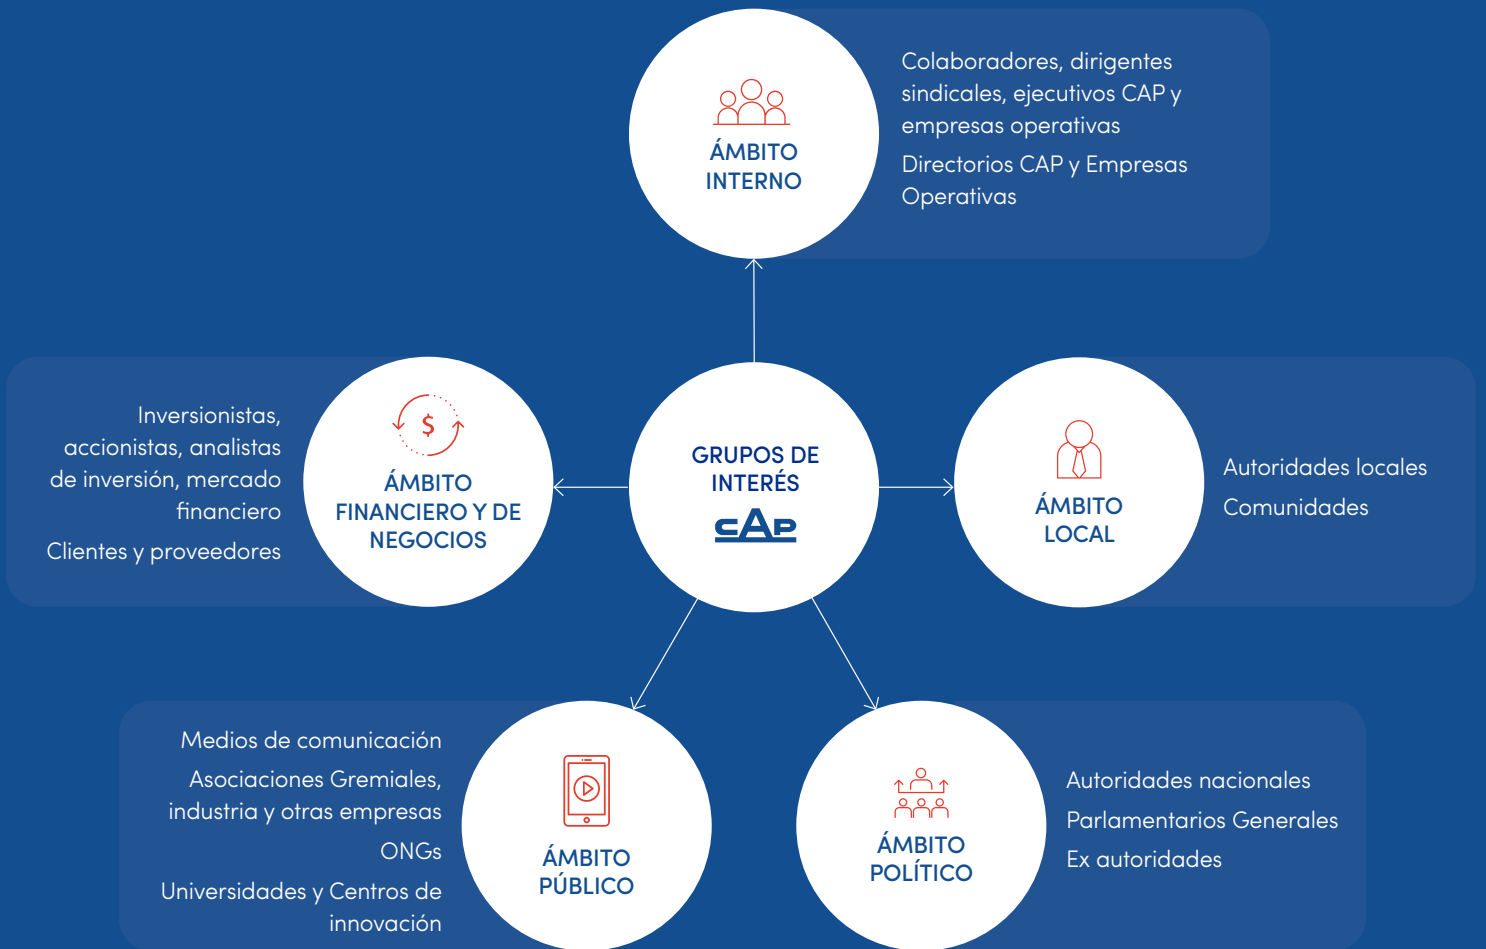 ÁMBITO
INTERNO
Colaboradores, dirigentes
sindicales, ejecutivos CAP y
empresas operativas
Directorios CAP y Empresas
Operativas
Inversionistas,
accionistas, analistas
de inversión, mercado
financiero
Clientes y proveedores
$
ÁMBITO
FINANCIERO Y DE
NEGOCIOS
GRUPOS DE
INTERÉS
CAP
ÁMBITO
LOCAL
Autoridades locales
Comunidades
Medios de comunicación
Asociaciones Gremiales,
industria y otras empresas
ONGs
Universidades y Centros de
innovación
ÁMBITO
PÚBLICO
ÁMBITO
POLÍTICO
Autoridades nacionales
Parlamentarios Generales
Ex autoridades